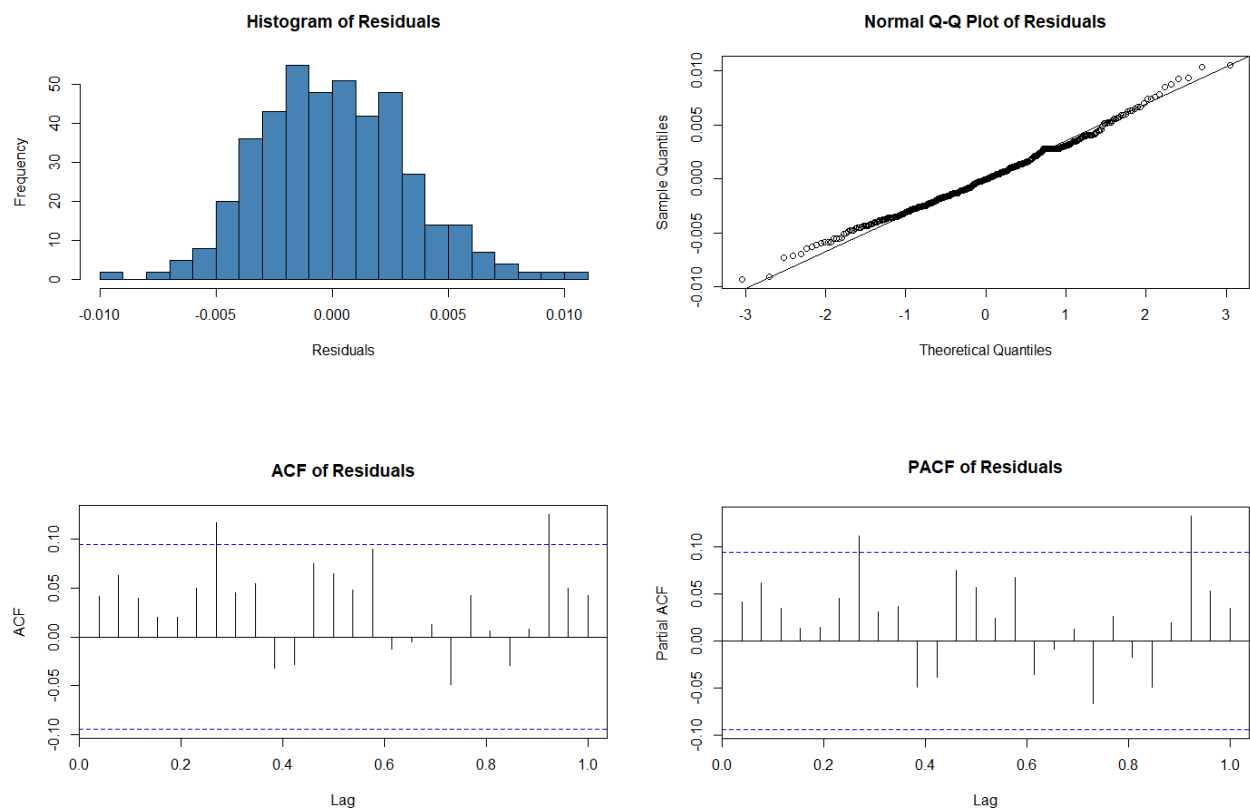 Histogram of Residuals
Frequency
0 10 20 30 40 50
-0.010 -0.005 0.000 0.005 0.010
Residuals
Normal Q-Q Plot of Residuals
Sample Quantiles
-0.010 -0.005 0.000 0.005 0.010
-3 -2 -1 0 1 2 3
Theoretical Quantiles
ACF of Residuals
ACF
-0.10 -0.05 0.00 0.05 0.10
0.0 0.2 0.4 0.6 0.8 1.0
Lag
PACF of Residuals
Partial ACF
-0.10 -0.05 0.00 0.05 0.10
0.0 0.2 0.4 0.6 0.8 1.0
Lag